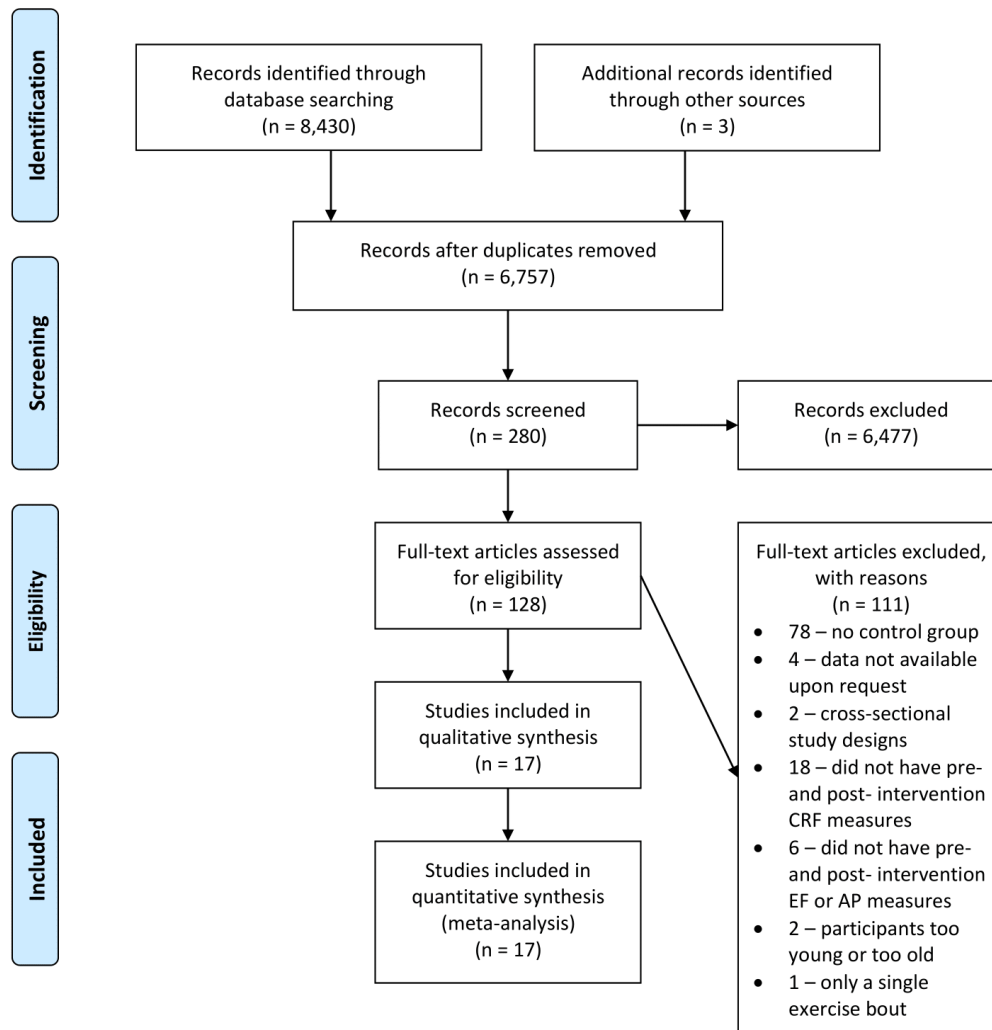 Identification
Records identified through
database searching
(n = 8,430)
Additional records identified
through other sources
(n = 3)
Records after duplicates removed
(n = 6,757)
Screening
Records screened
(n = 280)
Records excluded
(n = 6,477)
Eligibility
Full-text articles assessed
for eligibility
(n = 128)
Full-text articles excluded,
with reasons
(n = 111)
• 78 – no control group
• 4 – data not available
upon request
• 2 – cross-sectional
study designs
• 18 – did not have pre-
and post- intervention
CRF measures
• 6 – did not have pre-
and post- intervention
EF or AP measures
• 2 – participants too
young or too old
• 1 – only a single
exercise bout
Studies included in
qualitative synthesis
(n = 17)
Included
Studies included in
quantitative synthesis
(meta-analysis)
(n = 17)